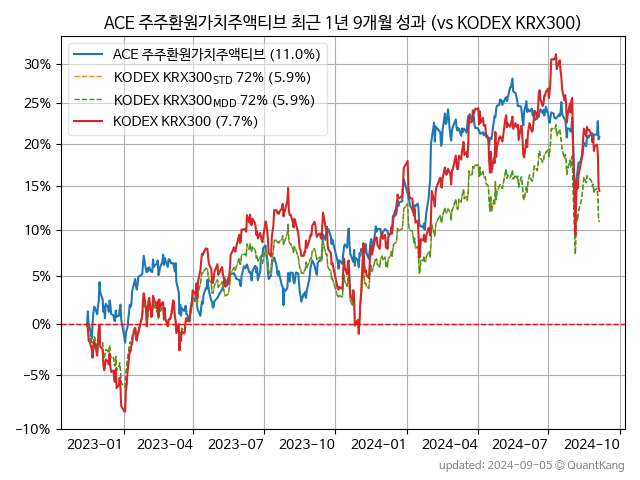 ACE 주주환원가치주액티브 최근 1년 9개월 성과 (vs KODEX KRX300)
ACE 주주환원가치주액티브 (11.0%)
KODEX KRX300STD 72% (5.9%)
KODEX KRX300MDD 72% (5.9%)
KODEX KRX300 (7.7%)
30%
25%
20%
15%
10%
5%
0%
−5%
−10%
2023−01 2023−04 2023−07 2023−10 2024−01 2024−04 2024−07 2024−10
updated: 2024-09-05 © QuantKang